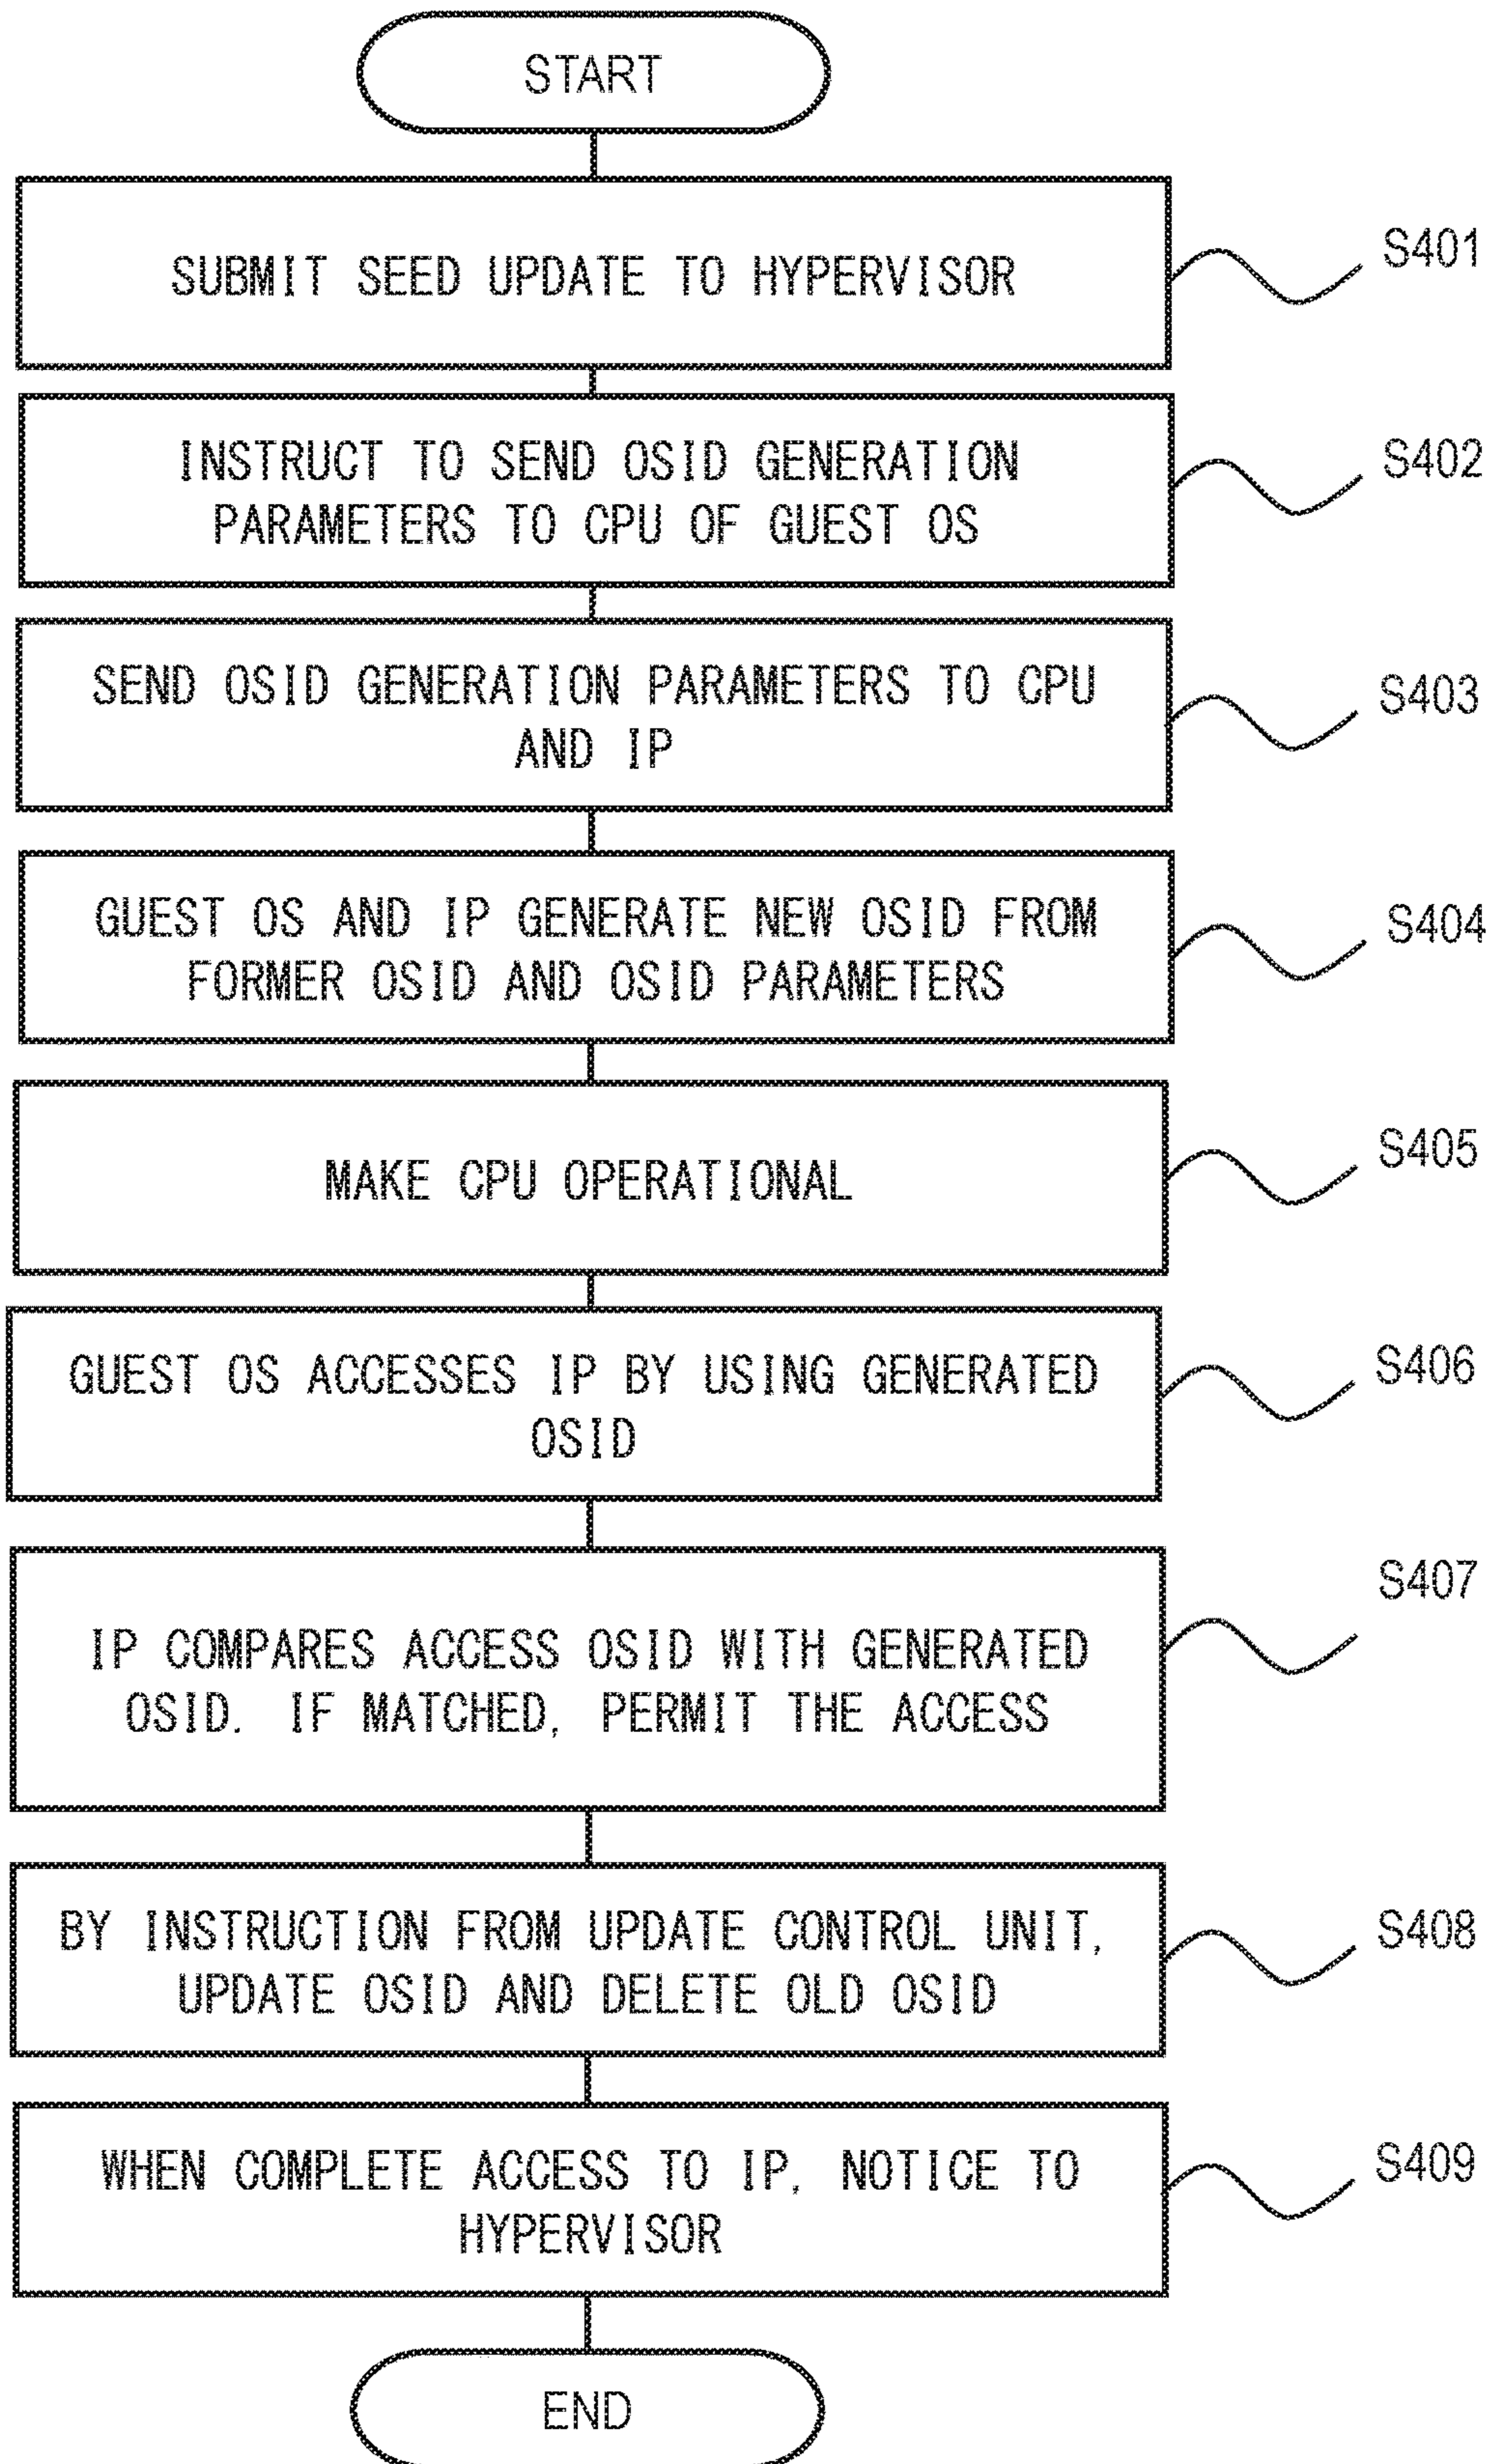 START
SUBMIT SEED UPDATE TO HYPERVISOR
S401
INSTRUCT TO SEND OSID GENERATION
PARAMETERS TO CPU OF GUEST OS
S402
SEND OSID GENERATION PARAMETERS TO CPU
AND IP
S403
GUEST OS AND IP GENERATE NEW OSID FROM
FORMER OSID AND OSID PARAMETERS
S404
MAKE CPU OPERATIONAL
S405
GUEST OS ACCESSES IP BY USING GENERATED
OSID
S406
IP COMPARES ACCESS OSID WITH GENERATED
OSID. IF MATCHED, PERMIT THE ACCESS
S407
BY INSTRUCTION FROM UPDATE CONTROL UNIT,
UPDATE OSID AND DELETE OLD OSID
S408
WHEN COMPLETE ACCESS TO IP, NOTICE TO
HYPERVISOR
S409
END